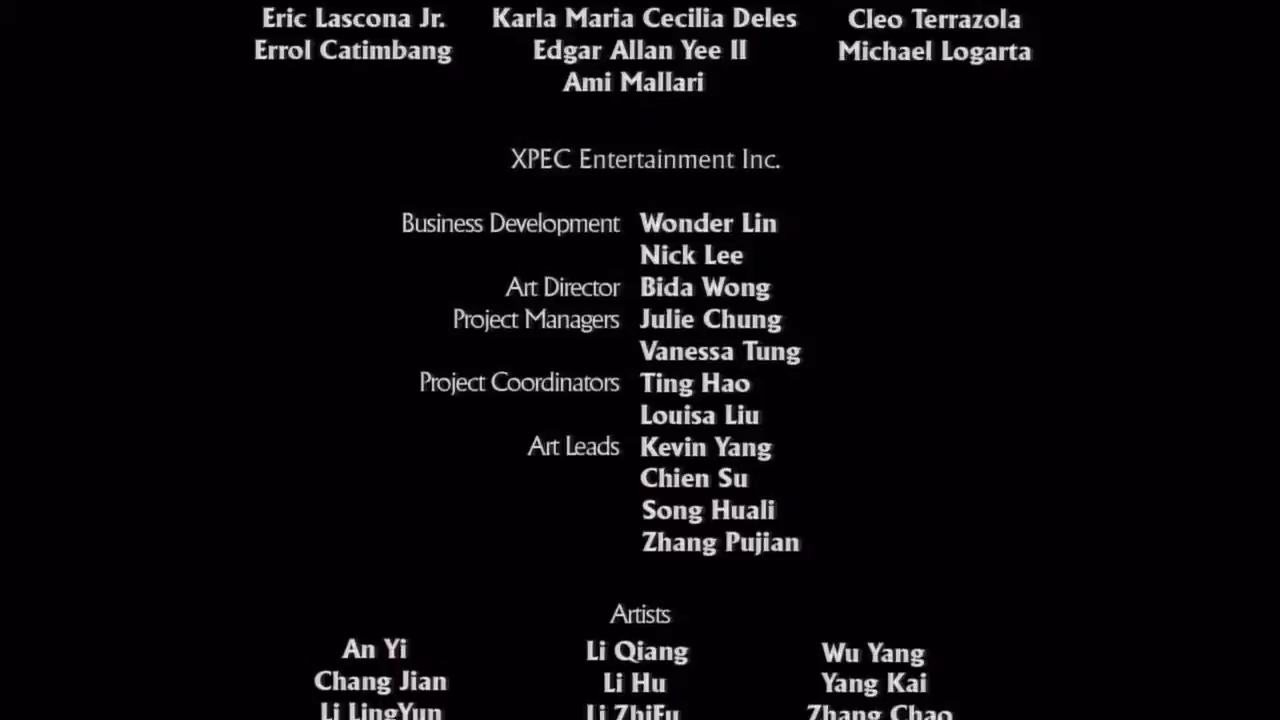 Eric Lascona Jr. Karla Maria Cecilia Deles Cleo Terrazola
Errol Catimbang Edgar Allan Yee II Michael Logarta
Ami Mallari
XPEC Entertainment Inc.
Business Development Wonder Lin
Nick Lee
Art Director Bida Wong
Project Managers Julie Chung
Vanessa Tung
Project Coordinators Ting Hao
Louisa Liu
Art Leads Kevin Yang
Chien Su
Song Huali
Zhang Pujian
Artists
An Yi Li Qiang Wu Yang
Chang Jian Li Hu Yang Kai
Li LingYun Li ZhiFu Zhang Chao